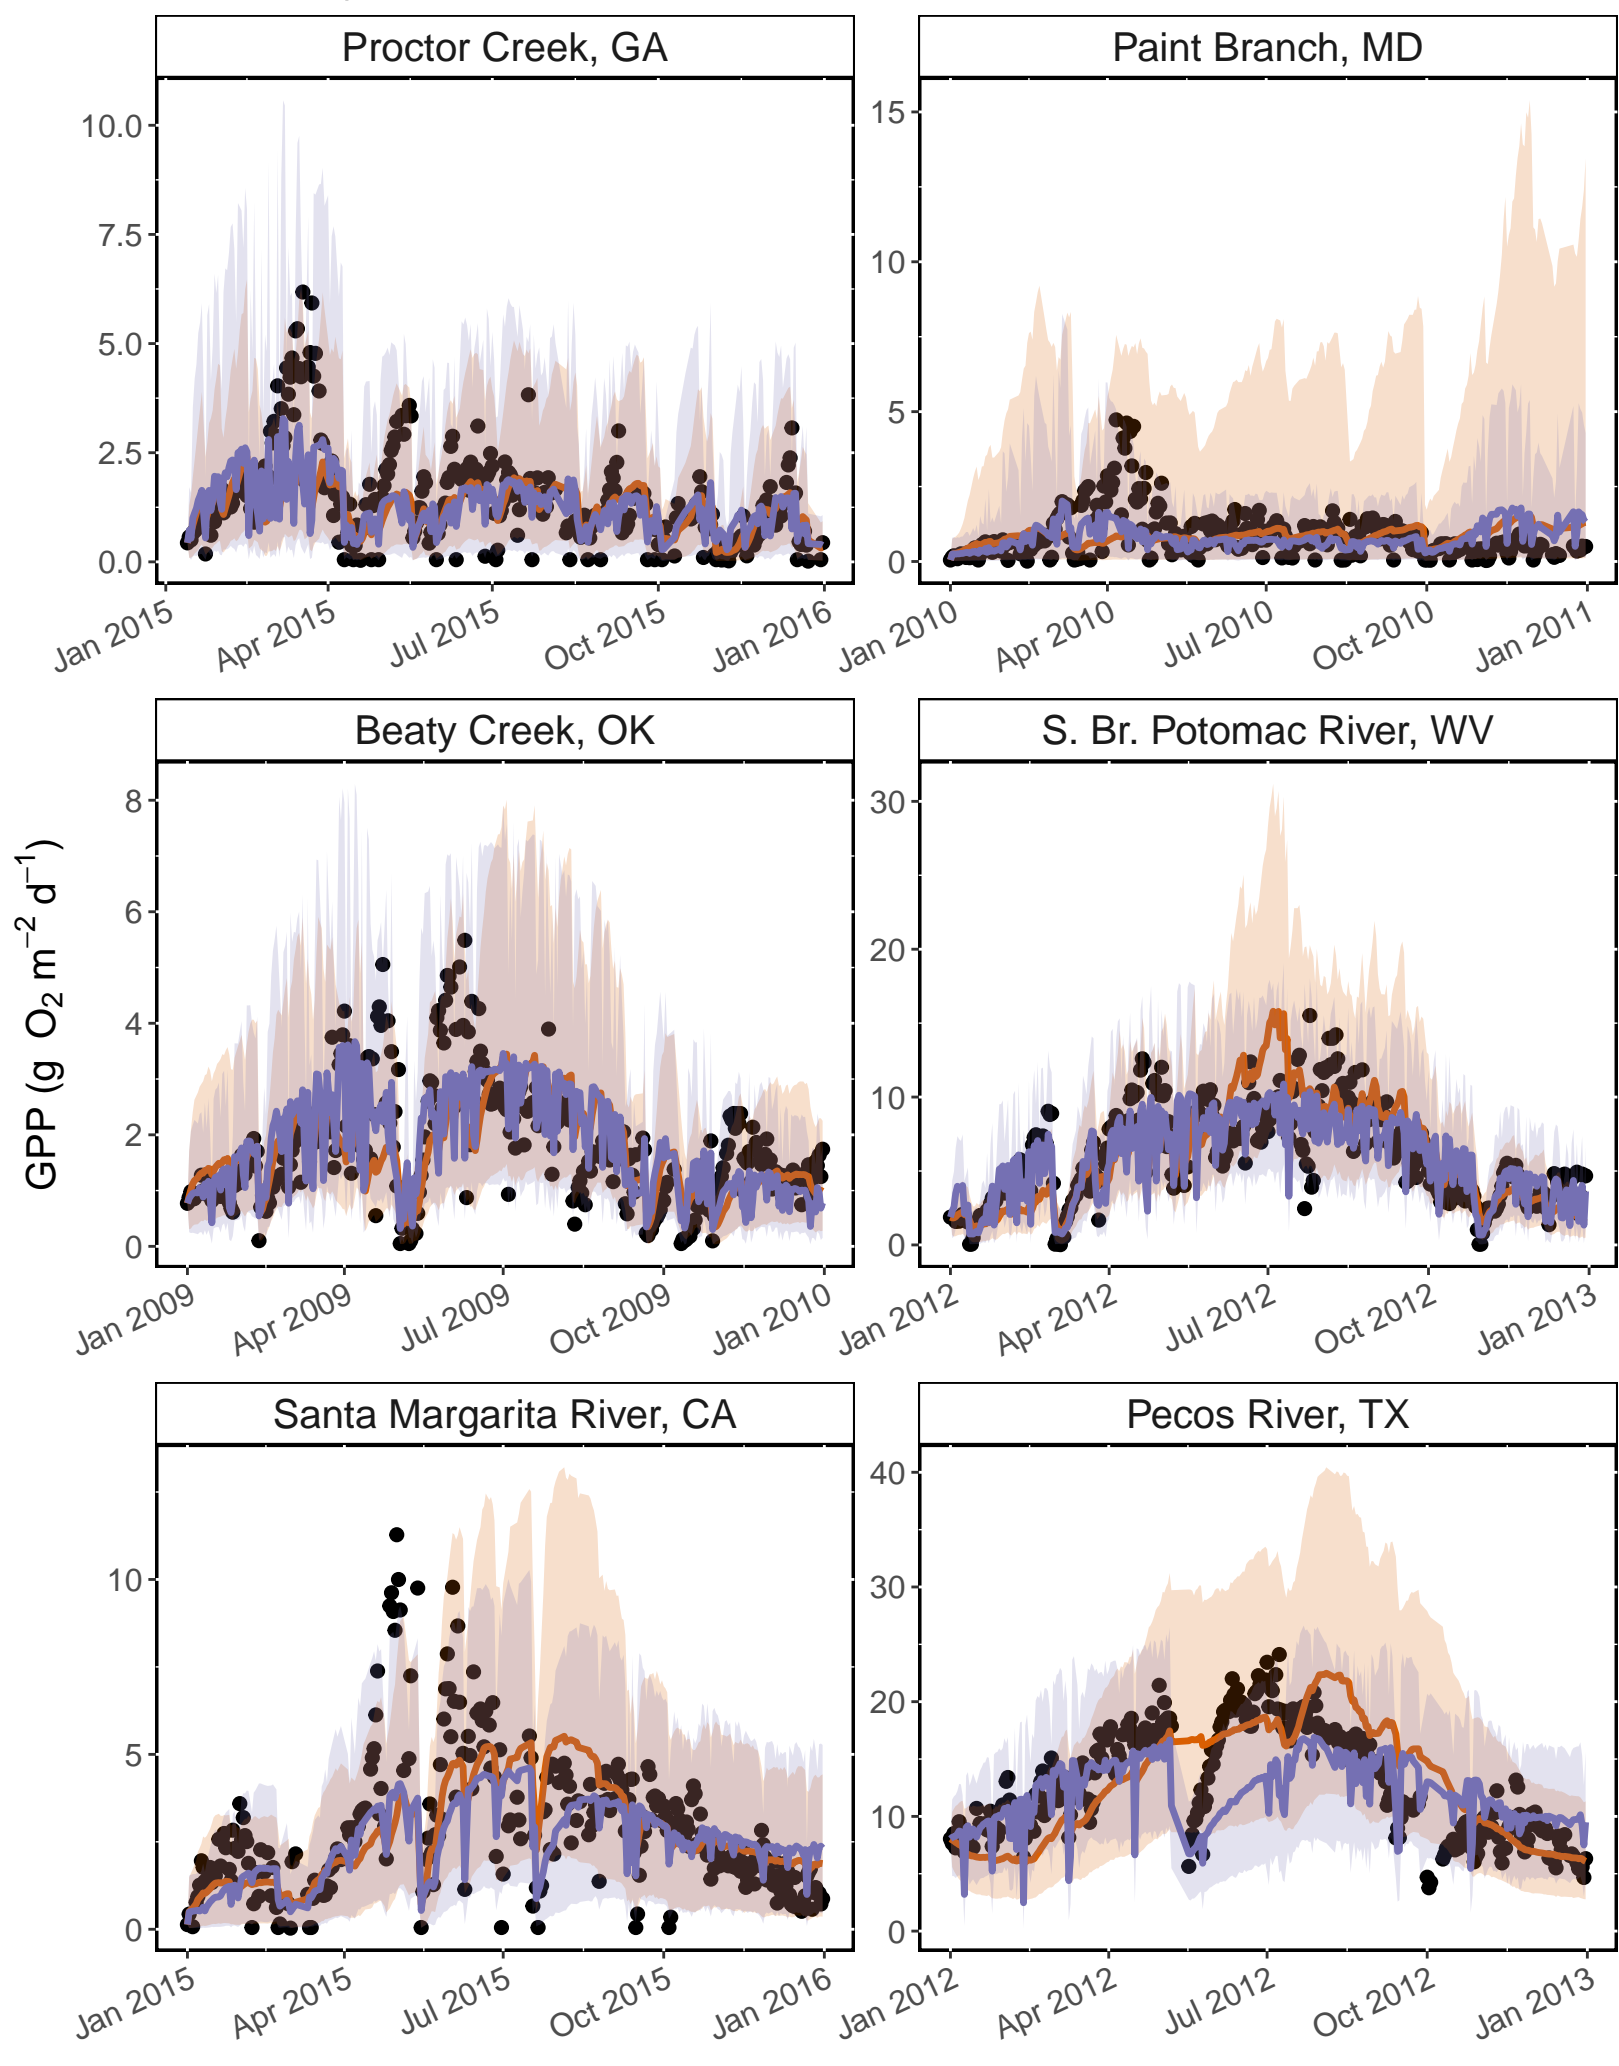 Proctor Creek, GA
Paint Branch, MD
10.0
7.5
5.0
2.5
0.0
15
10
5
0
Jan 2015
Apr 2015
Jul 2015
Oct 2015
Jan 2016
Jan 2010
Apr 2010
Jul 2010
Oct 2010
Jan 2011
Beaty Creek, OK
S. Br. Potomac River, WV
GPP (g O₂ m⁻² d⁻¹)
8
6
4
2
0
30
20
10
0
Jan 2009
Apr 2009
Jul 2009
Oct 2009
Jan 2010
Jan 2012
Apr 2012
Jul 2012
Oct 2012
Jan 2013
Santa Margarita River, CA
Pecos River, TX
10
5
0
40
30
20
10
0
Jan 2015
Apr 2015
Jul 2015
Oct 2015
Jan 2016
Jan 2012
Apr 2012
Jul 2012
Oct 2012
Jan 2013